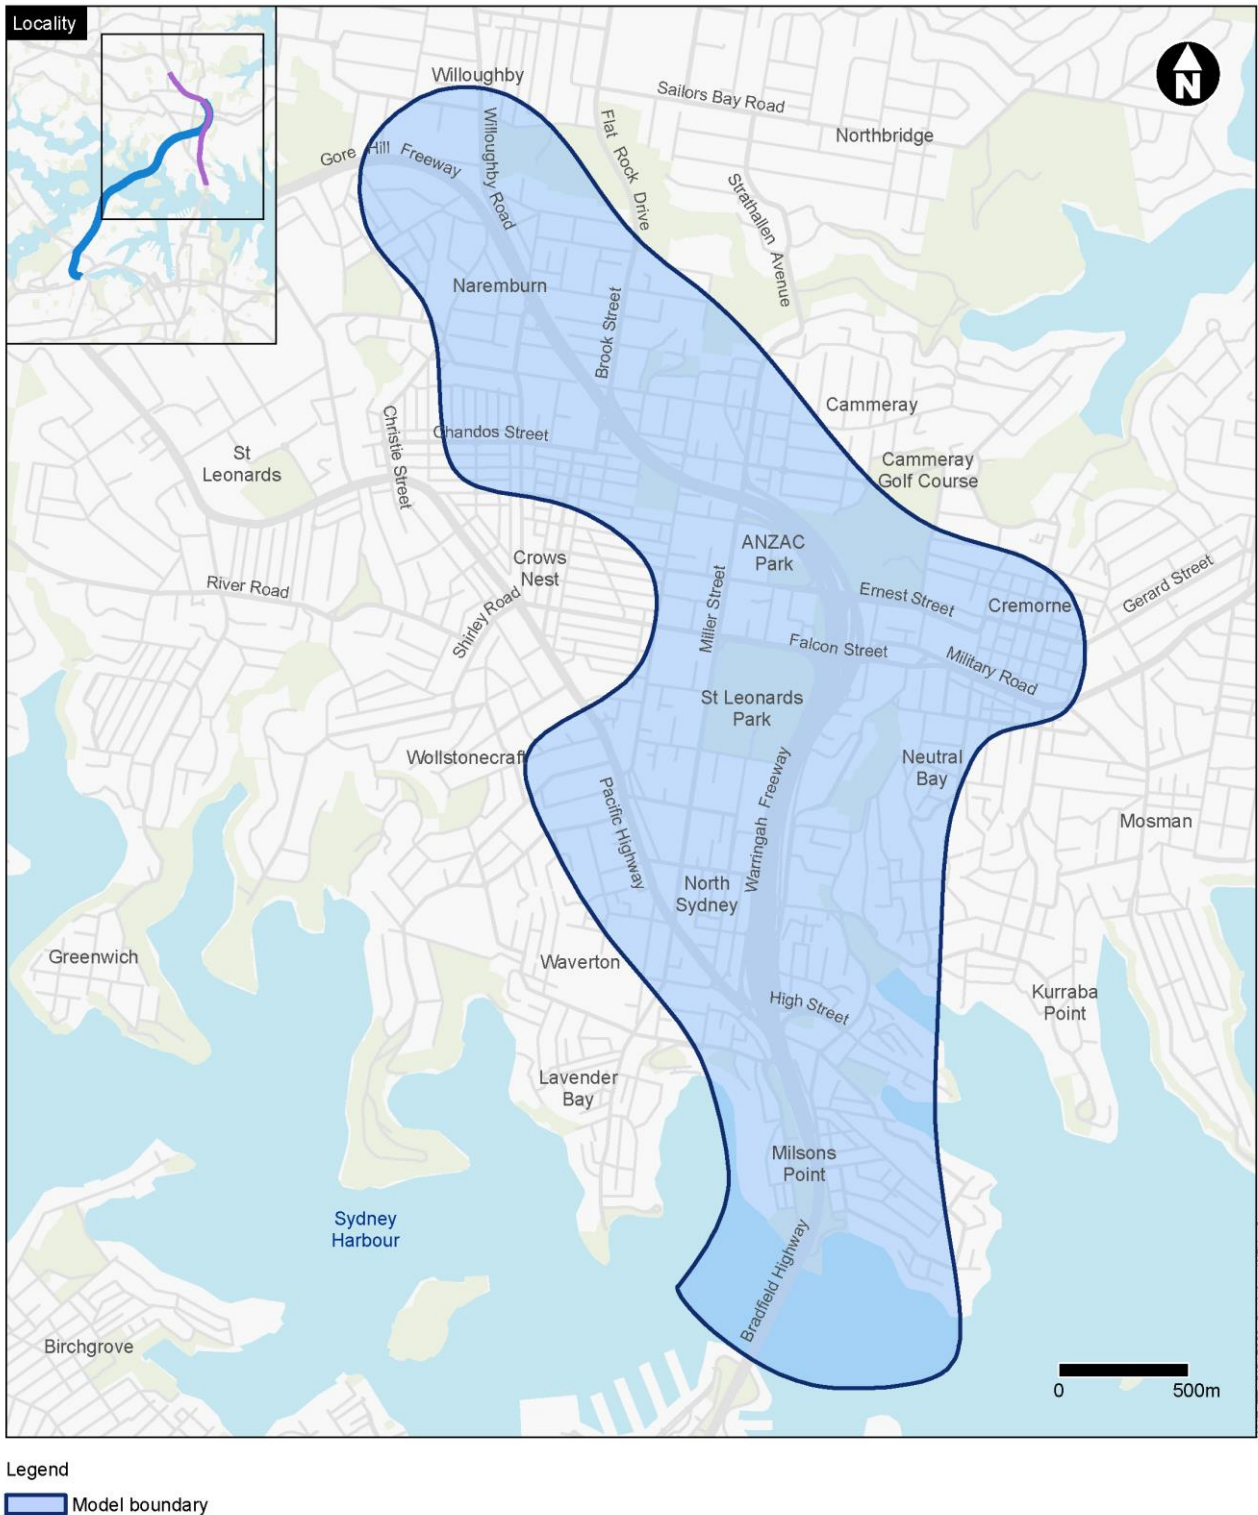 Locality
N
Willoughby
Sailors Bay Road
Northbridge
Gore Hill Freeway
Willoughby Road
Flat Rock Drive
Strathallen Avenue
Naremburn
Brook Street
Cammeray
Christie Street
Chandos Street
St
Leonards
Cammeray
Golf Course
ANZAC
Park
Crows
Nest
River Road
Shirley Road
Miller Street
Ernest Street
Cremorne
Gerard Street
Falcon Street
Military Road
St Leonards
Park
Wollstonecraft
Neutral
Bay
Pacific Highway
Warringah Freeway
Mosman
North
Sydney
Greenwich
Waverton
High Street
Kurraba
Point
Lavender
Bay
Milsons
Point
Sydney
Harbour
Bradfield Highway
Birchgrove
0 500m
Legend
Model boundary